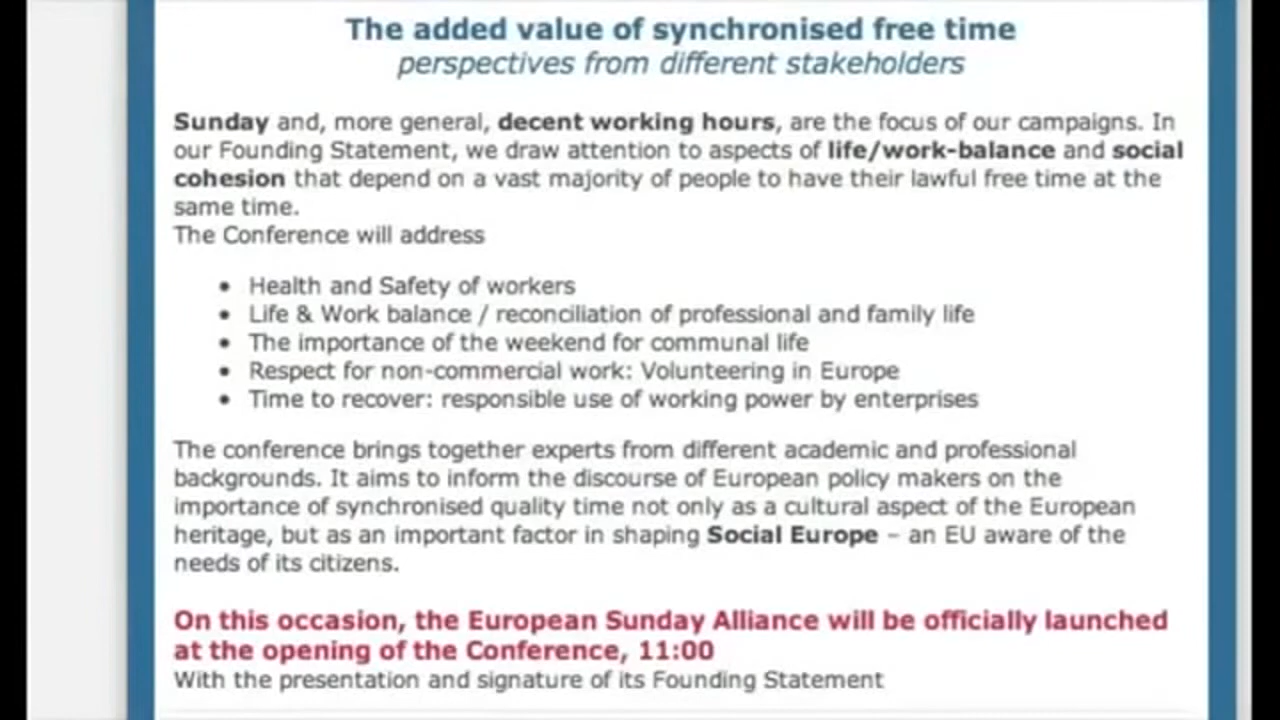 The added value of synchronised free time
perspectives from different stakeholders
Sunday and, more general, decent working hours, are the focus of our campaigns. In
our Founding Statement, we draw attention to aspects of life/work-balance and social
cohesion that depend on a vast majority of people to have their lawful free time at the
same time.
The Conference will address
• Health and Safety of workers
• Life & Work balance / reconciliation of professional and family life
• The importance of the weekend for communal life
• Respect for non-commercial work: Volunteering in Europe
• Time to recover: responsible use of working power by enterprises
The conference brings together experts from different academic and professional
backgrounds. It aims to inform the discourse of European policy makers on the
importance of synchronised quality time not only as a cultural aspect of the European
heritage, but as an important factor in shaping Social Europe – an EU aware of the
needs of its citizens.
On this occasion, the European Sunday Alliance will be officially launched
at the opening of the Conference, 11:00
With the presentation and signature of its Founding Statement